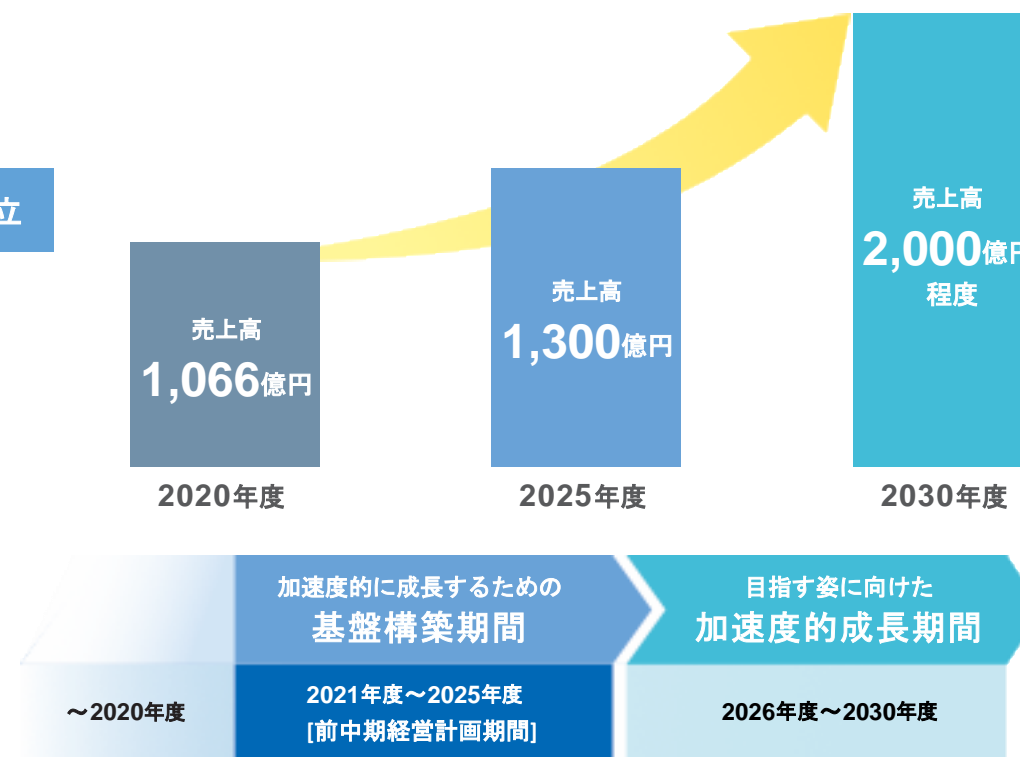 立
売上高
1,066億円
売上高
1,300億円
売上高
2,000億円
程度
2020年度
2025年度
2030年度
加速度的に成長するための
基盤構築期間
目指す姿に向けた
加速度的成長期間
～2020年度
2021年度～2025年度
[前中期経営計画期間]
2026年度～2030年度